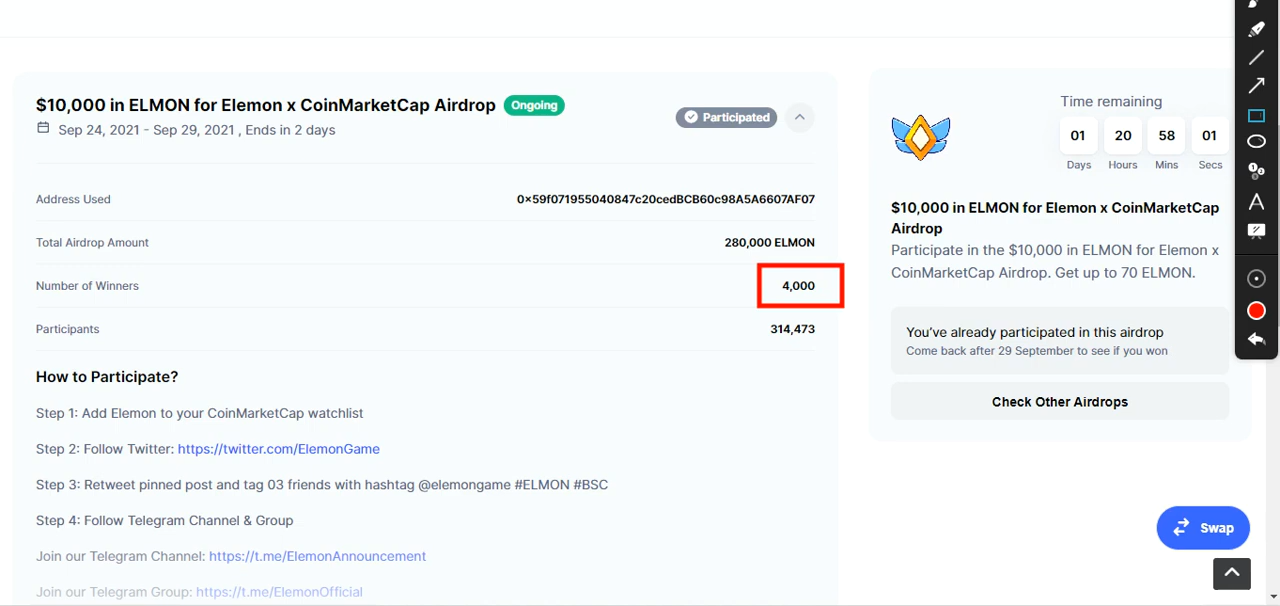 $10,000 in ELMON for Elemon x CoinMarketCap Airdrop Ongoing
Sep 24, 2021 - Sep 29, 2021 , Ends in 2 days
Participated
Address Used 0x59f071955040847c20cedBCB60c98A5A6607AF07
Total Airdrop Amount 280,000 ELMON
Number of Winners 4,000
Participants 314,473
How to Participate?
Step 1: Add Elemon to your CoinMarketCap watchlist
Step 2: Follow Twitter: https://twitter.com/ElemonGame
Step 3: Retweet pinned post and tag 03 friends with hashtag @elemongame #ELMON #BSC
Step 4: Follow Telegram Channel & Group
Join our Telegram Channel: https://t.me/ElemonAnnouncement
Join our Telegram Group: https://t.me/ElemonOfficial
Time remaining
01 20 58 01
Days Hours Mins Secs
$10,000 in ELMON for Elemon x CoinMarketCap
Airdrop
Participate in the $10,000 in ELMON for Elemon x
CoinMarketCap Airdrop. Get up to 70 ELMON.
You've already participated in this airdrop
Come back after 29 September to see if you won
Check Other Airdrops
Swap